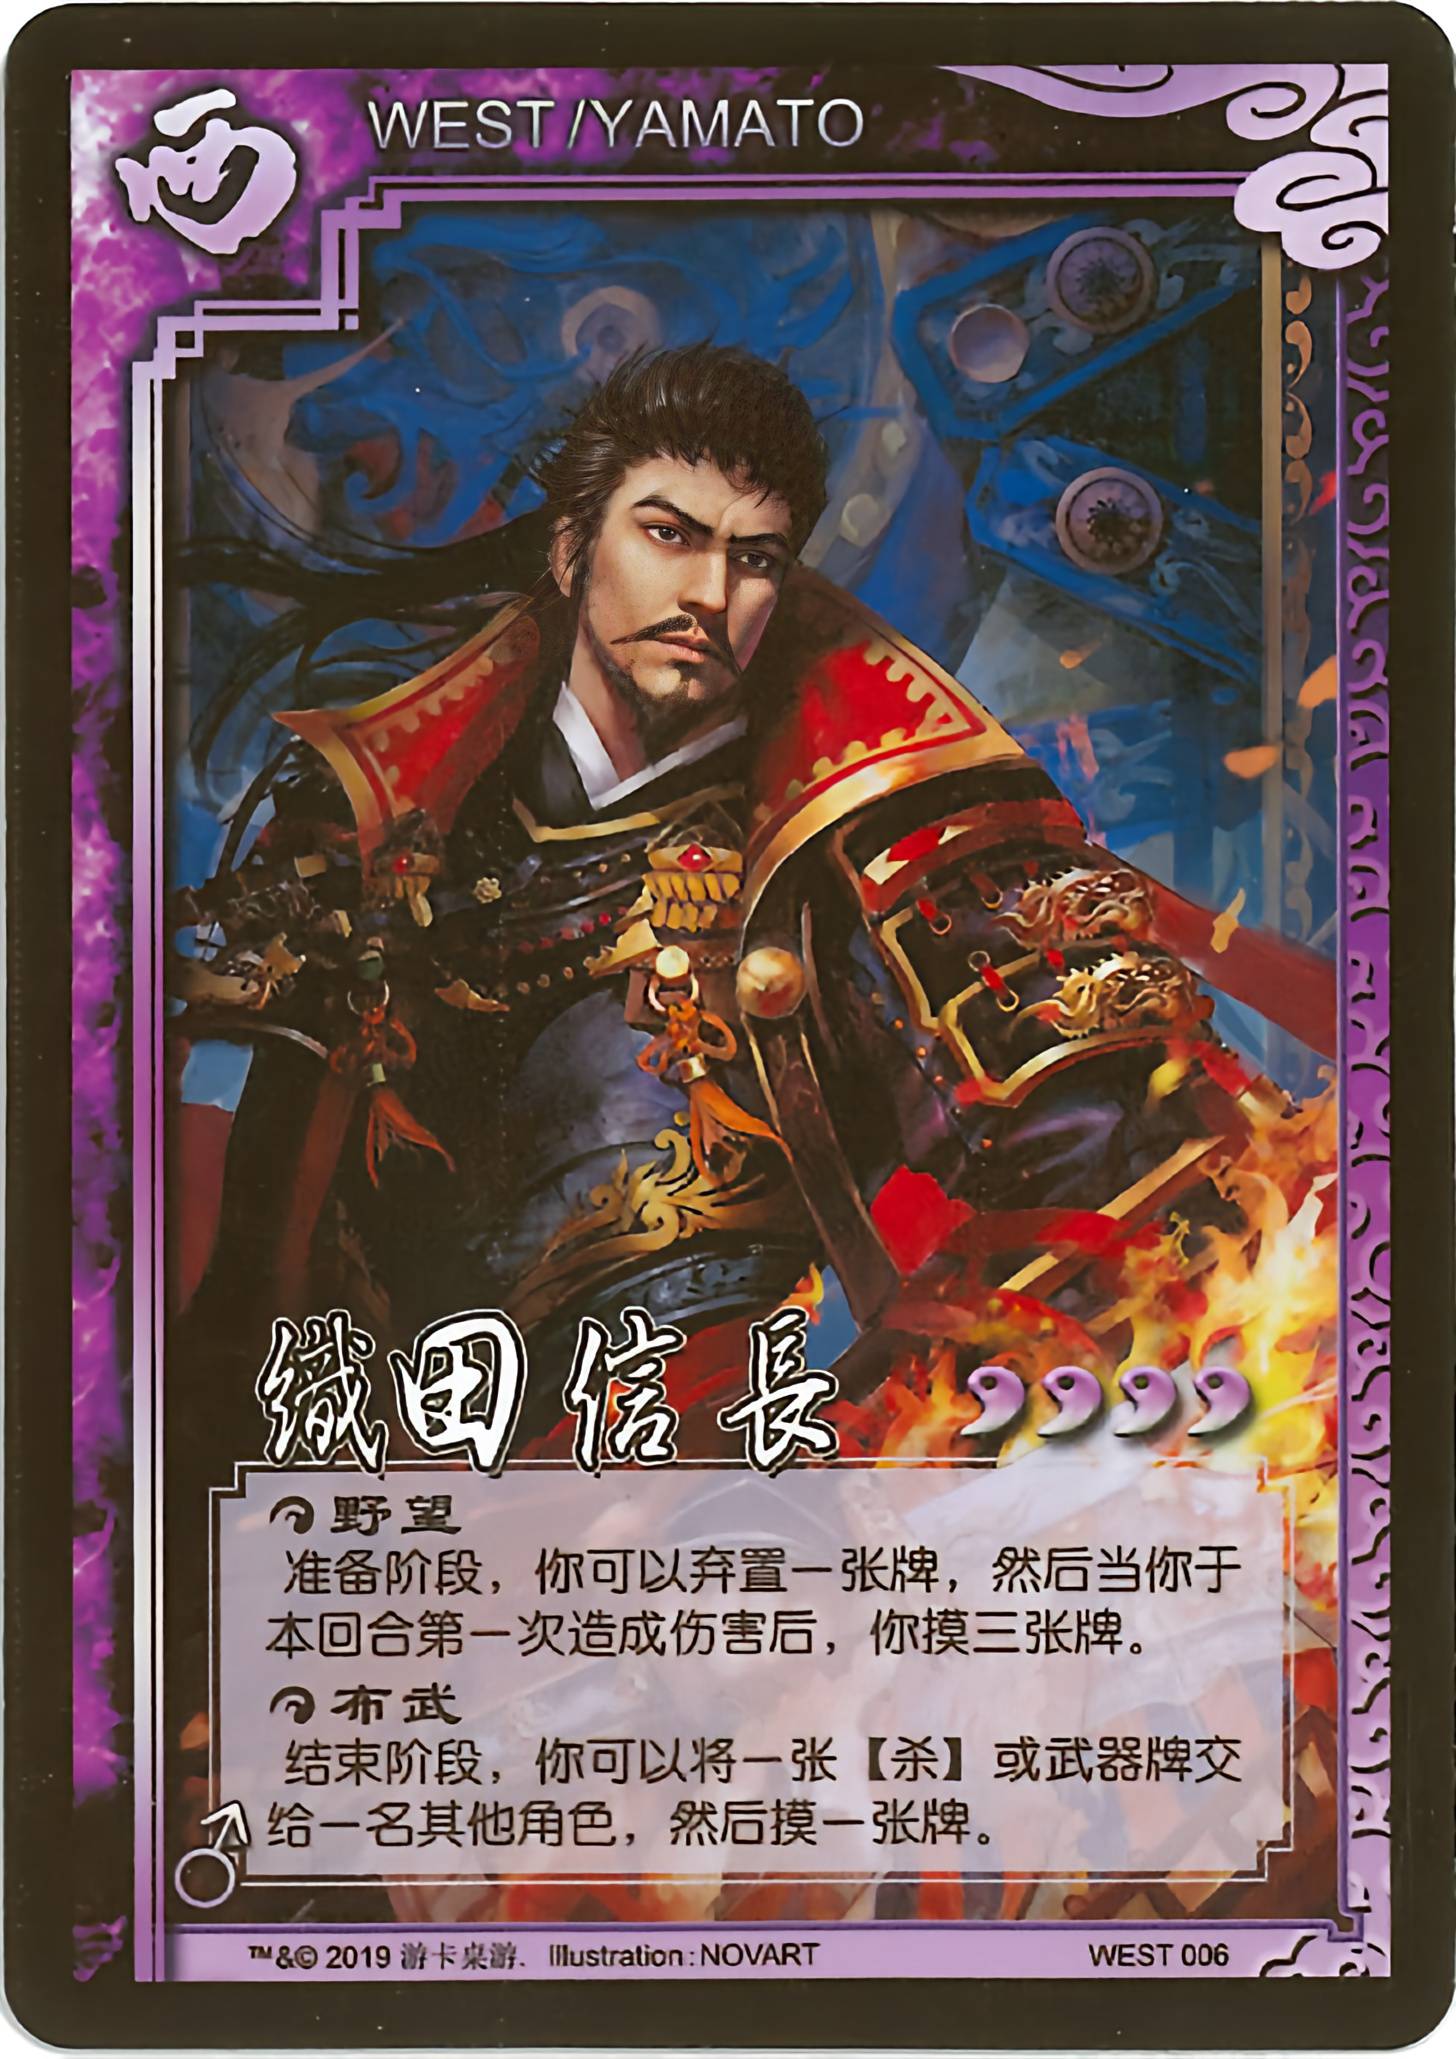 西
WEST/YAMATO
織田信長
野望
准备阶段，你可以弃置一张牌，然后当你于
本回合第一次造成伤害后，你摸三张牌。
布武
结束阶段，你可以将一张【杀】或武器牌交
给一名其他角色，然后摸一张牌。
™&© 2019 游卡桌游. Illustration:NOVART
WEST 006